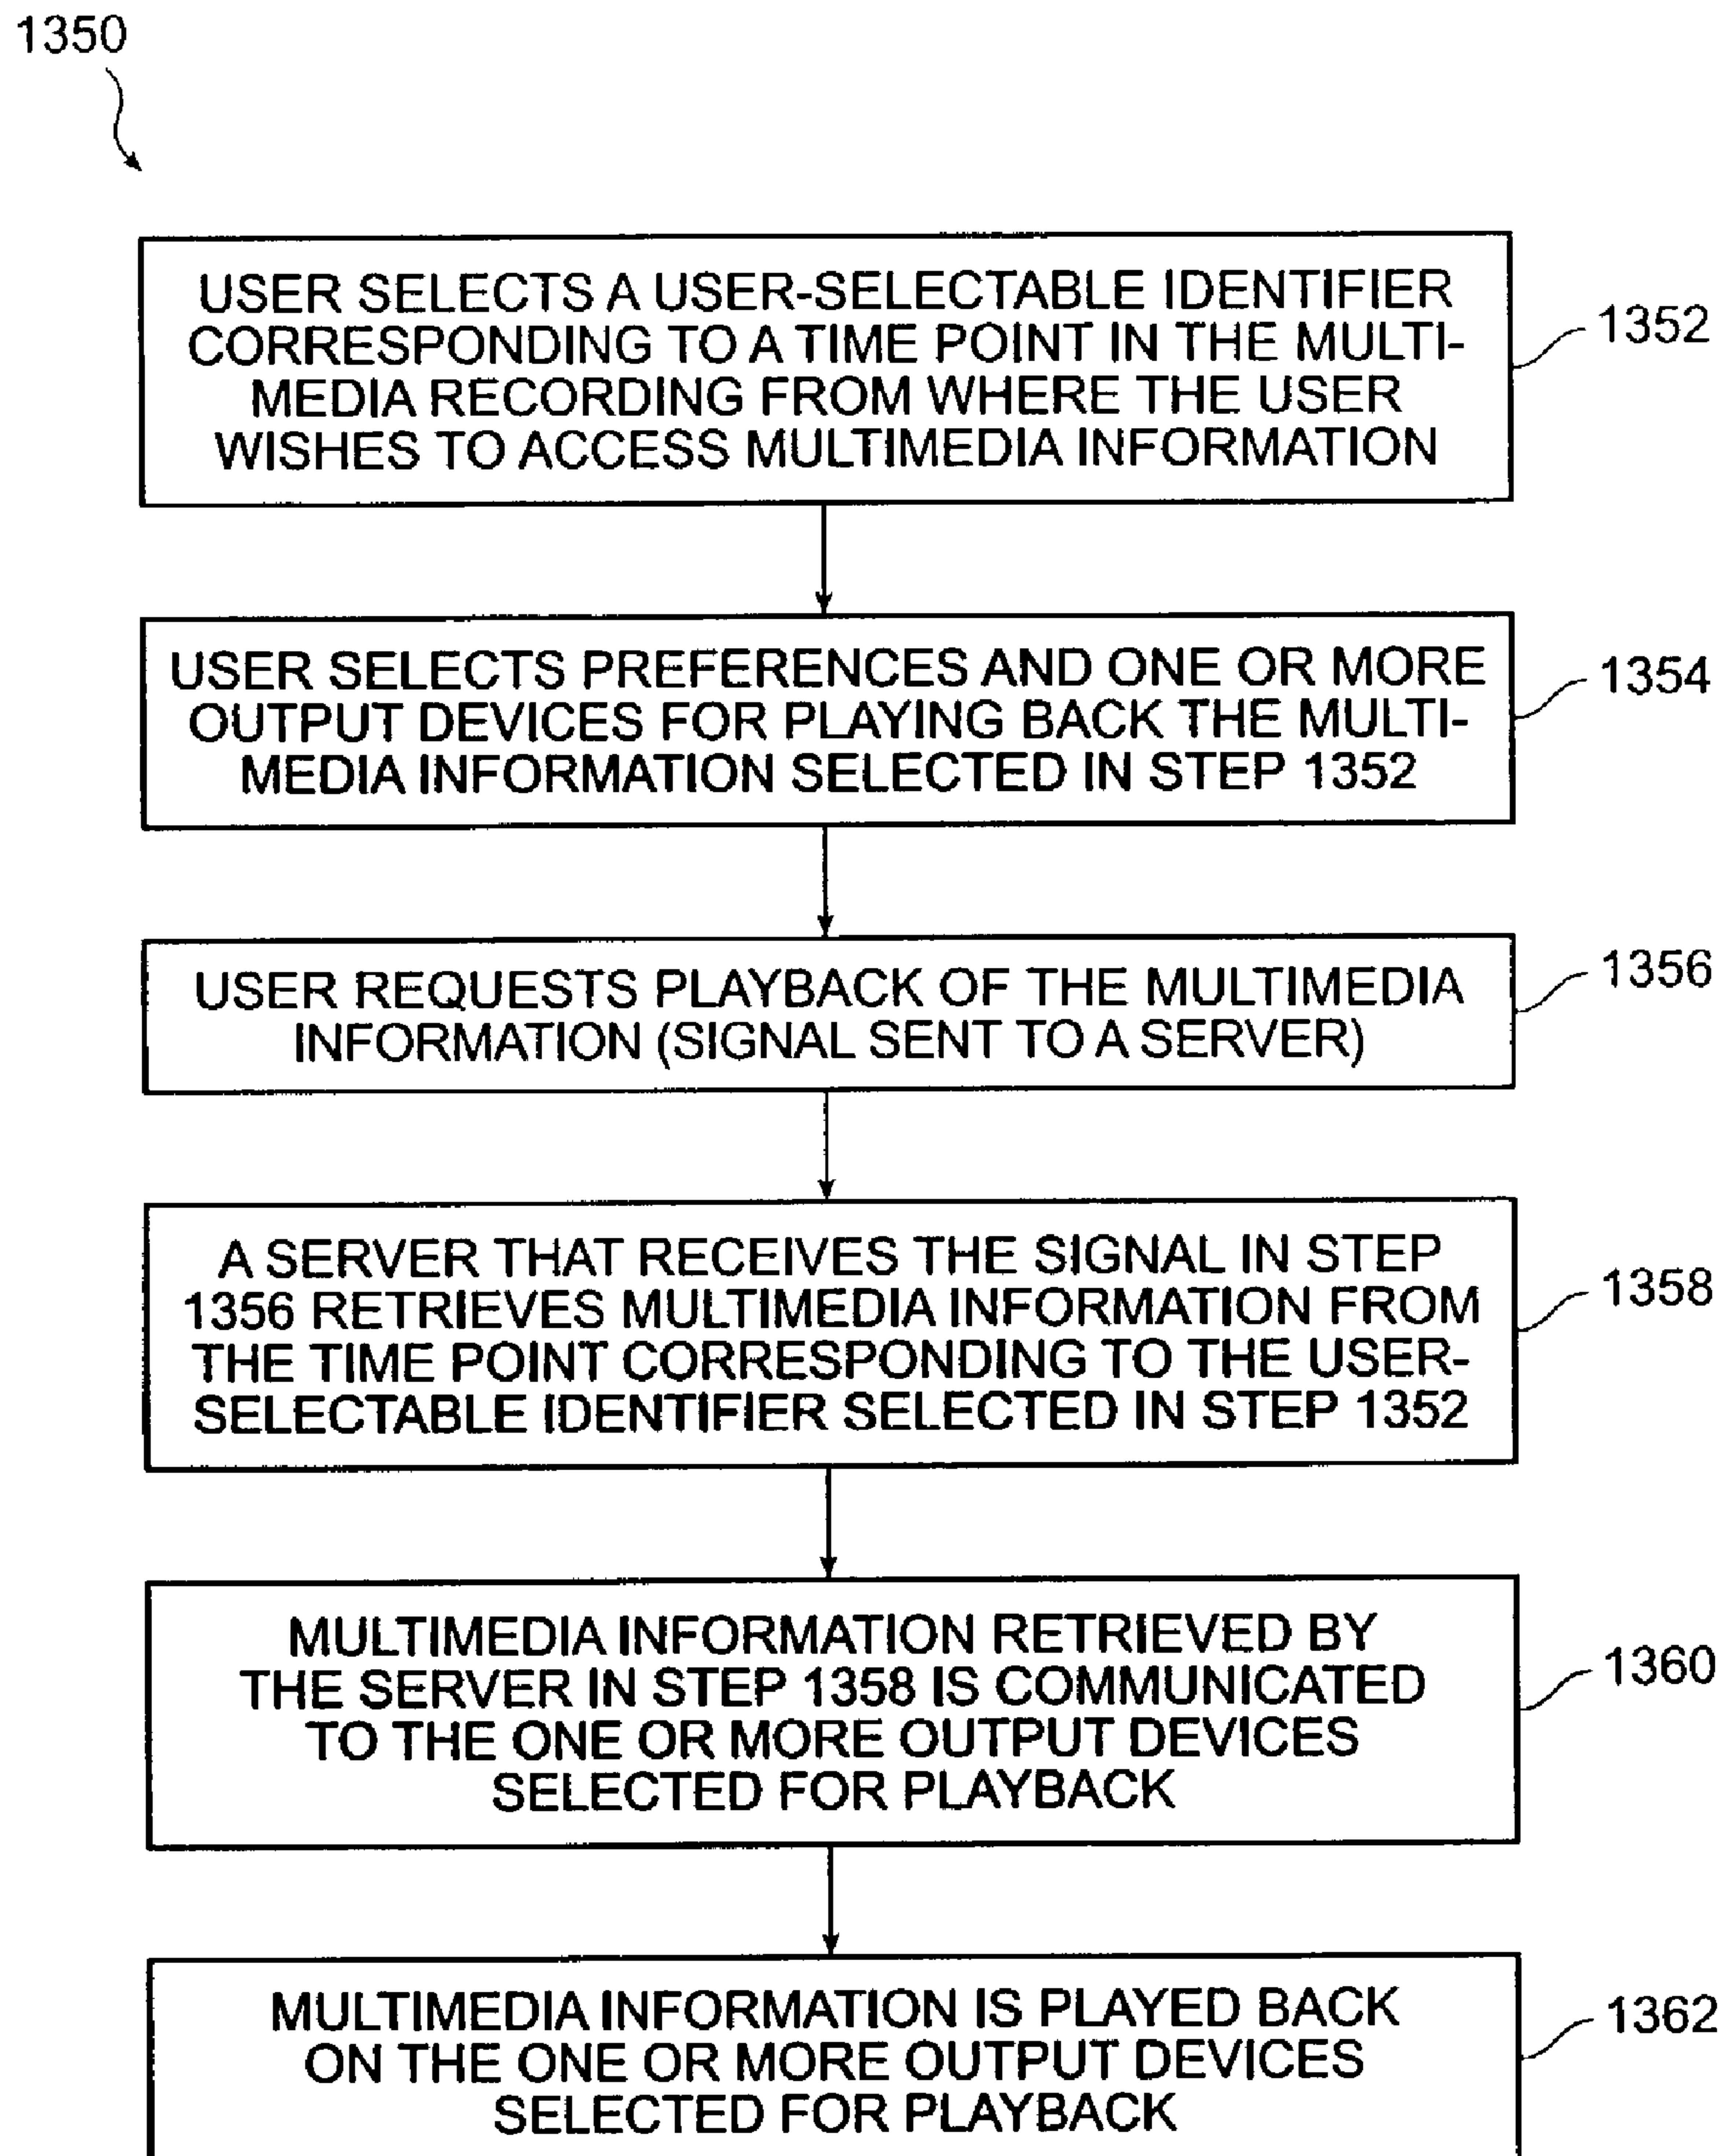 1350
USER SELECTS A USER-SELECTABLE IDENTIFIER
CORRESPONDING TO A TIME POINT IN THE MULTI-
MEDIA RECORDING FROM WHERE THE USER
WISHES TO ACCESS MULTIMEDIA INFORMATION
1352
USER SELECTS PREFERENCES AND ONE OR MORE
OUTPUT DEVICES FOR PLAYING BACK THE MULTI-
MEDIA INFORMATION SELECTED IN STEP 1352
1354
USER REQUESTS PLAYBACK OF THE MULTIMEDIA
INFORMATION (SIGNAL SENT TO A SERVER)
1356
A SERVER THAT RECEIVES THE SIGNAL IN STEP
1356 RETRIEVES MULTIMEDIA INFORMATION FROM
THE TIME POINT CORRESPONDING TO THE USER-
SELECTABLE IDENTIFIER SELECTED IN STEP 1352
1358
MULTIMEDIA INFORMATION RETRIEVED BY
THE SERVER IN STEP 1358 IS COMMUNICATED
TO THE ONE OR MORE OUTPUT DEVICES
SELECTED FOR PLAYBACK
1360
MULTIMEDIA INFORMATION IS PLAYED BACK
ON THE ONE OR MORE OUTPUT DEVICES
SELECTED FOR PLAYBACK
1362